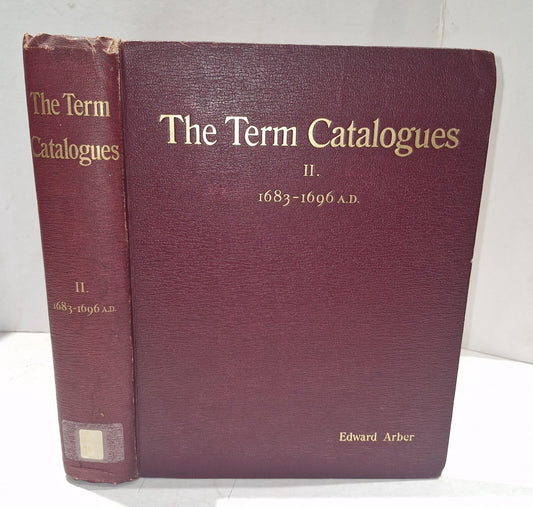 The Term
Catalogues
II.
1683-1696 A.D.
The Term Catalogues
II.
1683-1696 A.D.
Edward Arber